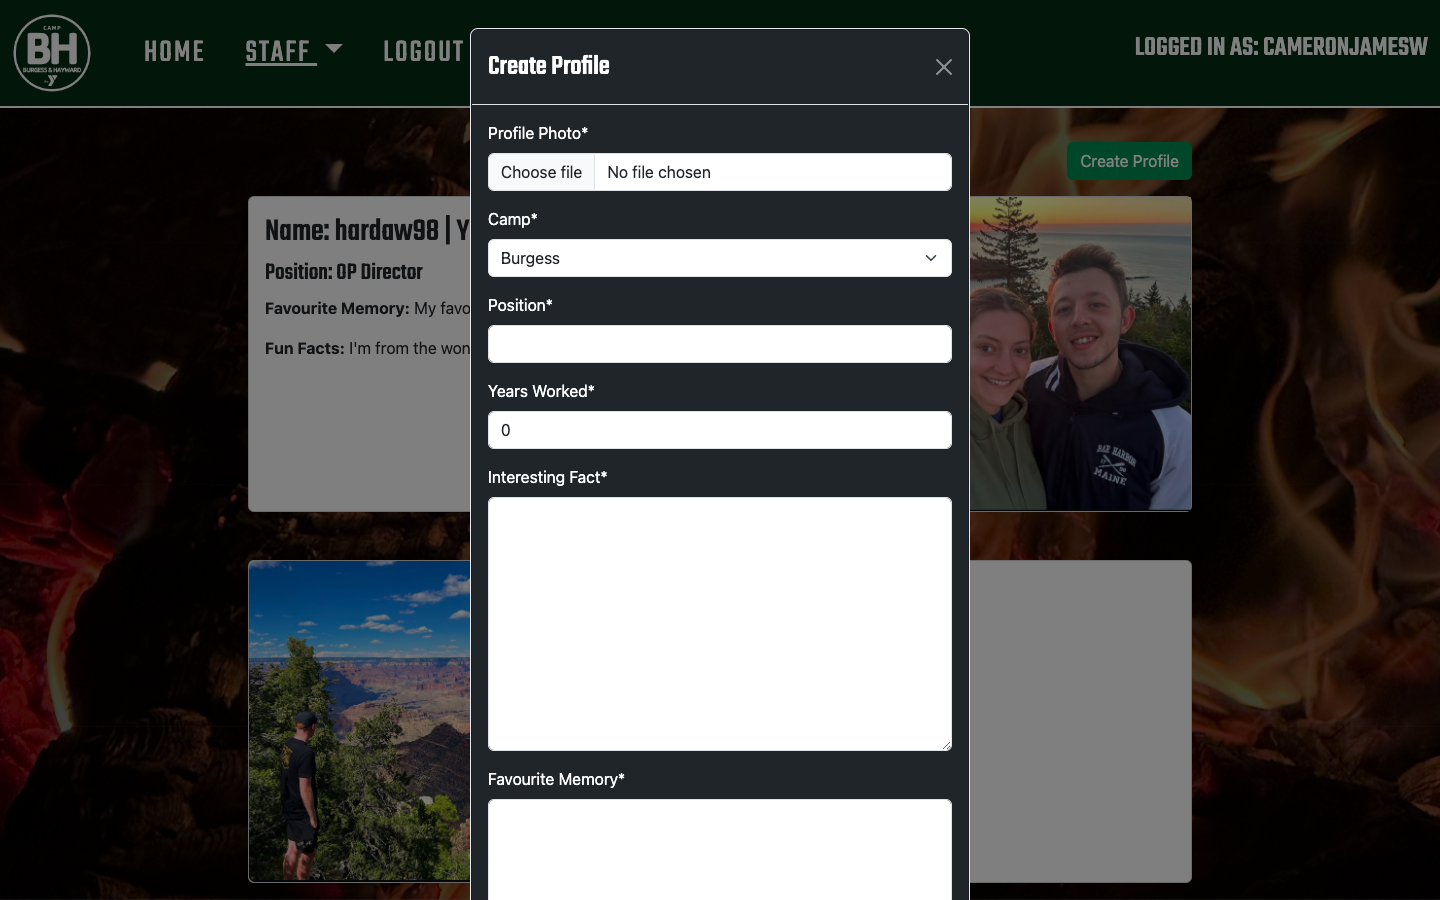 CAMP
BH
BURGESS & HAYWARD
HOME
STAFF
LOGOUT
LOGGED IN AS: CAMERONJAMESW
Create Profile
Create Profile
Profile Photo*
Choose file
No file chosen
Camp*
Burgess
Position*
Years Worked*
0
Interesting Fact*
Favourite Memory*
Name: hardaw98 | Y
Position: OP Director
Favourite Memory: My favo
Fun Facts: I'm from the won
BAR HARBOR
MAINE